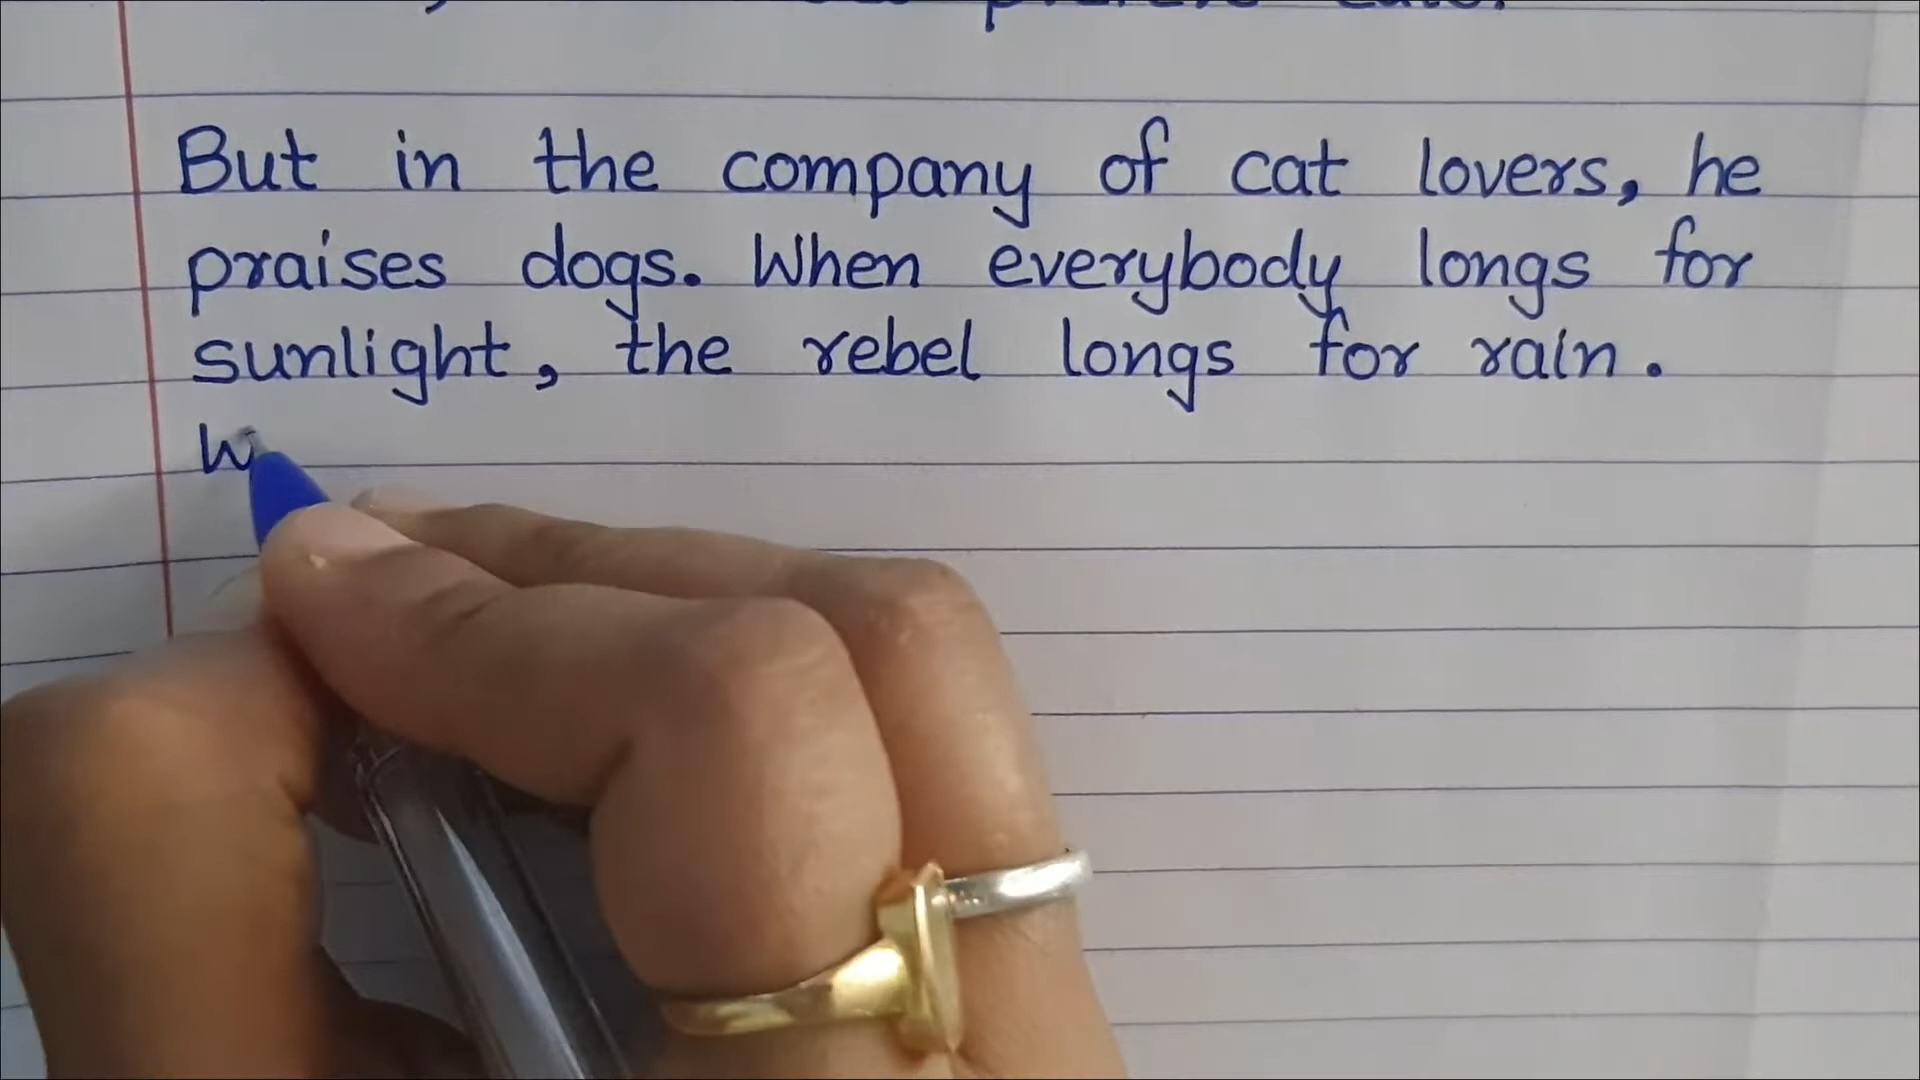 But in the company of cat lovers, he
praises dogs. When everybody longs for
sunlight, the rebel longs for rain.
W